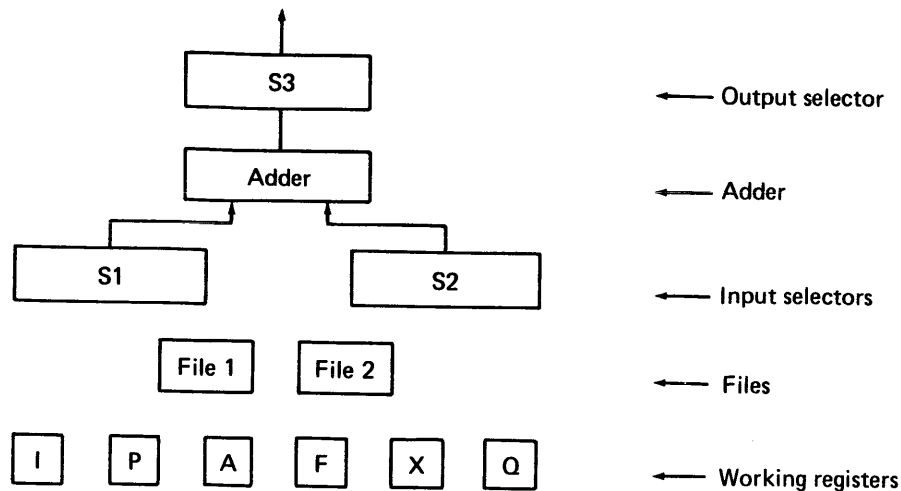 S3
Output selector
Adder
Adder
S1
S2
Input selectors
File 1
File 2
Files
I
P
A
F
X
Q
Working registers